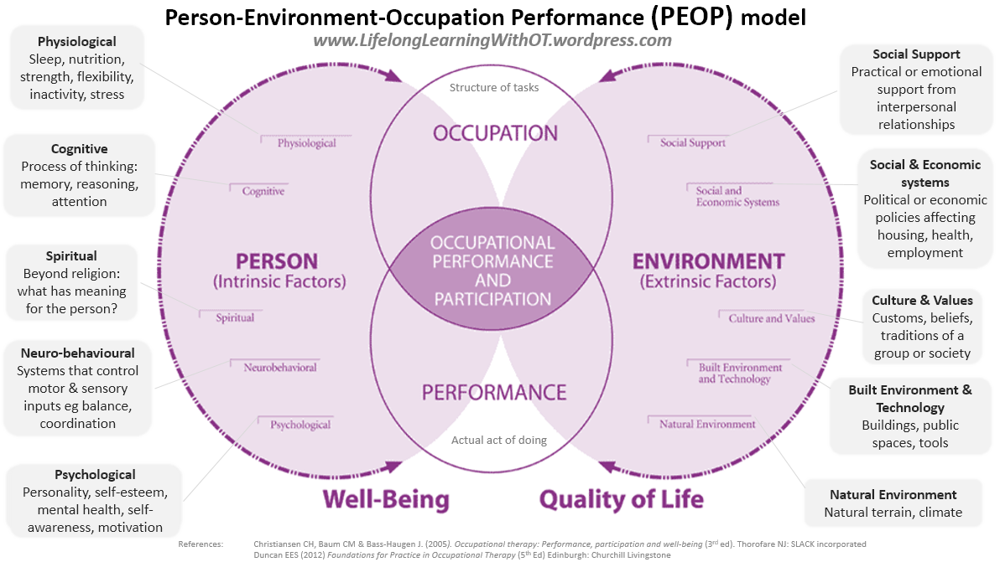 Person-Environment-Occupation Performance (PEOP) model
www.LifelongLearningWithOT.wordpress.com
Physiological
Sleep, nutrition,
strength, flexibility,
inactivity, stress
Cognitive
Process of thinking:
memory, reasoning,
attention
Spiritual
Beyond religion:
what has meaning
for the person?
Neuro-behavioural
Systems that control
motor & sensory
inputs eg balance,
coordination
Psychological
Personality, self-esteem,
mental health, self-
awareness, motivation
PERSON
(Intrinsic Factors)
Physiological
Cognitive
Spiritual
Neurobehavioral
Psychological
Structure of tasks
OCCUPATION
OCCUPATIONAL
PERFORMANCE
AND
PARTICIPATION
PERFORMANCE
Actual act of doing
ENVIRONMENT
(Extrinsic Factors)
Social Support
Social and
Economic Systems
Culture and Values
Built Environment
and Technology
Natural Environment
Social Support
Practical or emotional
support from
interpersonal
relationships
Social & Economic
systems
Political or economic
policies affecting
housing, health,
employment
Culture & Values
Customs, beliefs,
traditions of a
group or society
Built Environment &
Technology
Buildings, public
spaces, tools
Natural Environment
Natural terrain, climate
Well-Being
Quality of Life
References: Christiansen CH, Baum CM & Bass-Haugen J. (2005). Occupational therapy: Performance, participation and well-being (3rd ed). Thorofare NJ: SLACK incorporated
Duncan EES (2012) Foundations for Practice in Occupational Therapy (5th Ed) Edinburgh: Churchill Livingstone